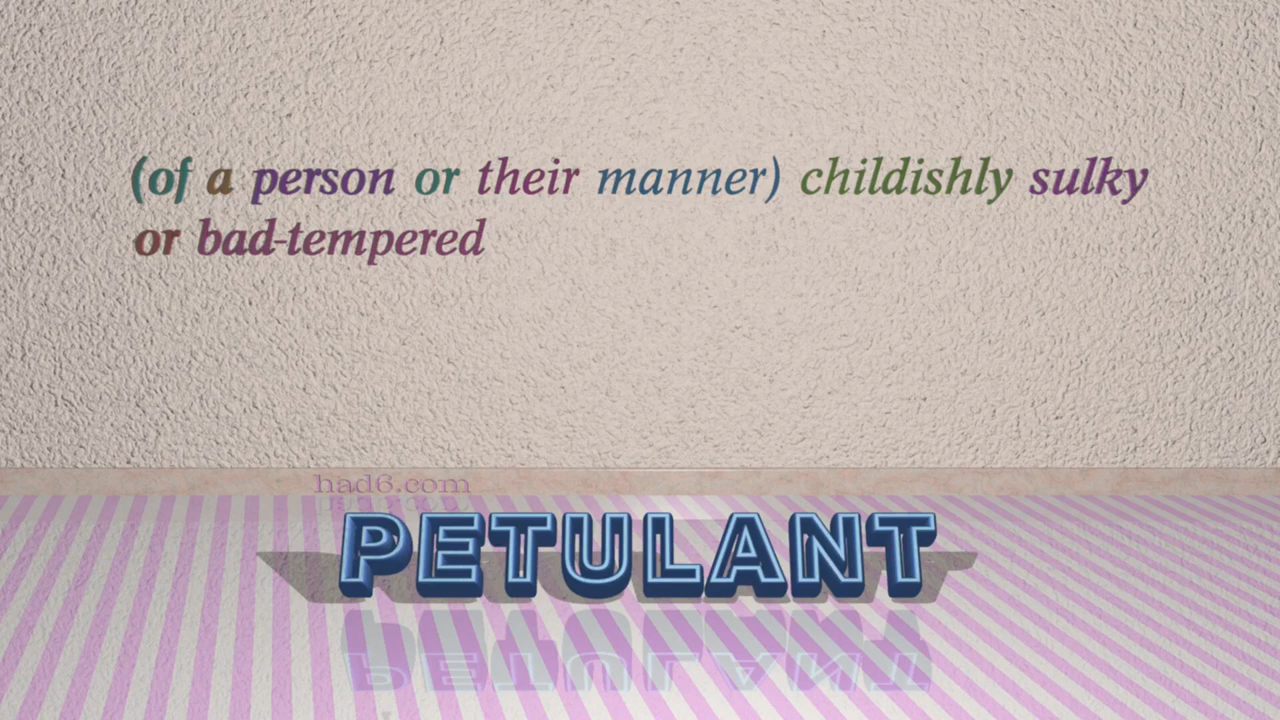 (of a person or their manner) childishly sulky
or bad-tempered
had6.com
PETULANT